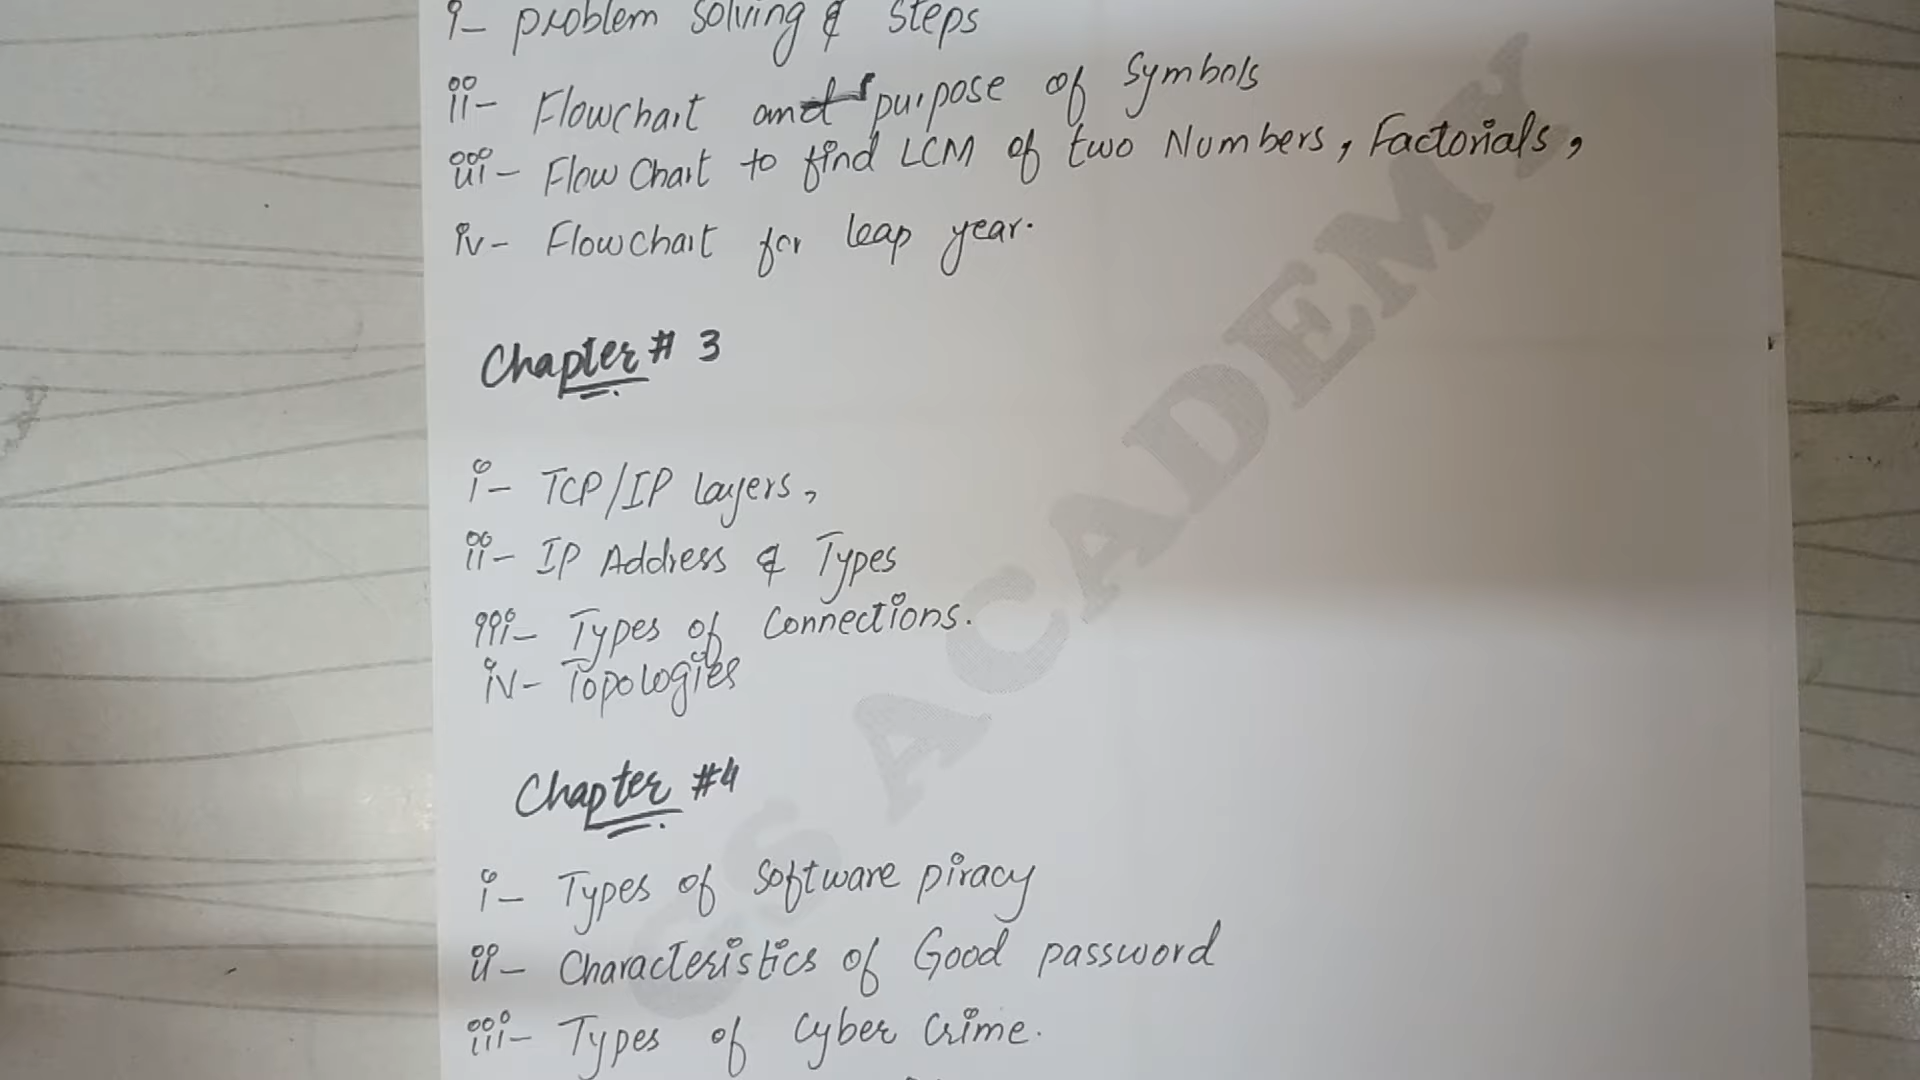 i- problem solving & steps
ii- Flowchart and purpose of Symbols
iii- Flow Chart to find LCM of two Numbers, Factorials,
iv- Flowchart for leap year.
Chapter # 3
i- TCP/IP layers,
ii- IP Address & Types
iii- Types of Connections.
iv- Topologies
Chapter #4
i- Types of Software piracy
ii- Characteristics of Good password
iii- Types of Cyber Crime.
CS ACADEMY